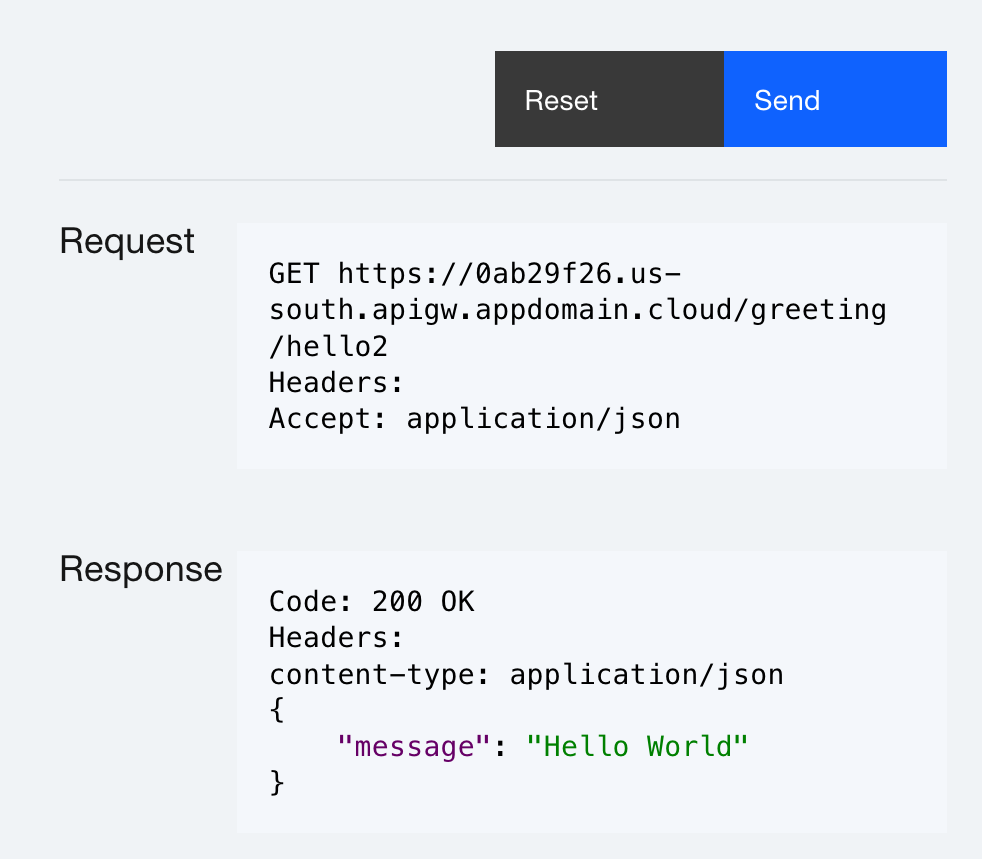 Reset
Send
Request
GET https://0ab29f26.us-
south.apigw.appdomain.cloud/greeting
/hello2
Headers:
Accept: application/json
Response
Code: 200 OK
Headers:
content-type: application/json
{
    "message": "Hello World"
}